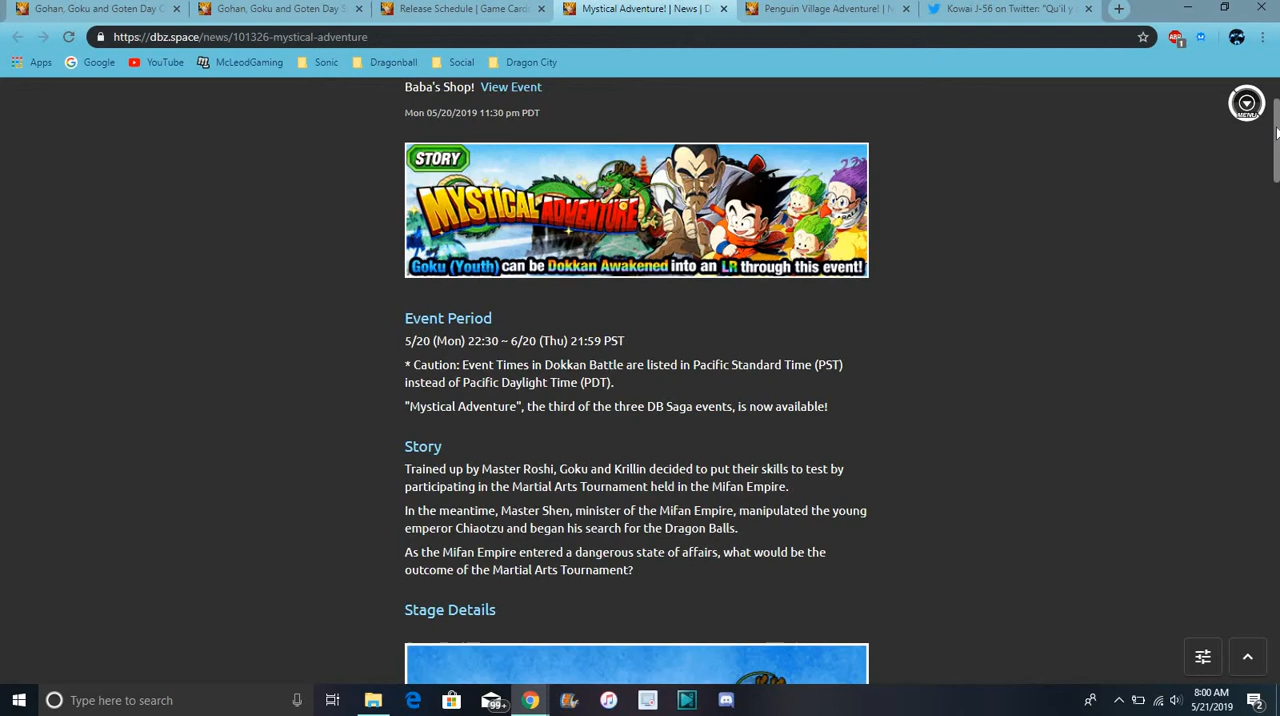 Gohan, Goku and Goten Day C
Gohan, Goku and Goten Day S
Release Schedule | Game Cards
Mystical Adventure! | News | D
Penguin Village Adventure! | N
Kowai J-56 on Twitter: "Qu'il y s
https://dbz.space/news/101326-mystical-adventure
ABP
1
Apps
Google
YouTube
McLeodGaming
Sonic
Dragonball
Social
Dragon City
Baba's Shop! View Event
MENU
Mon 05/20/2019 11:30 pm PDT
STORY
MYSTICAL ADVENTURE
Goku (Youth) can be Dokkan Awakened into an LR through this event!
Event Period
5/20 (Mon) 22:30 ~ 6/20 (Thu) 21:59 PST
* Caution: Event Times in Dokkan Battle are listed in Pacific Standard Time (PST)
instead of Pacific Daylight Time (PDT).
"Mystical Adventure", the third of the three DB Saga events, is now available!
Story
Trained up by Master Roshi, Goku and Krillin decided to put their skills to test by
participating in the Martial Arts Tournament held in the Mifan Empire.
In the meantime, Master Shen, minister of the Mifan Empire, manipulated the young
emperor Chiaotzu and began his search for the Dragon Balls.
As the Mifan Empire entered a dangerous state of affairs, what would be the
outcome of the Martial Arts Tournament?
Stage Details
Type here to search
99+
8:00 AM
5/21/2019
2